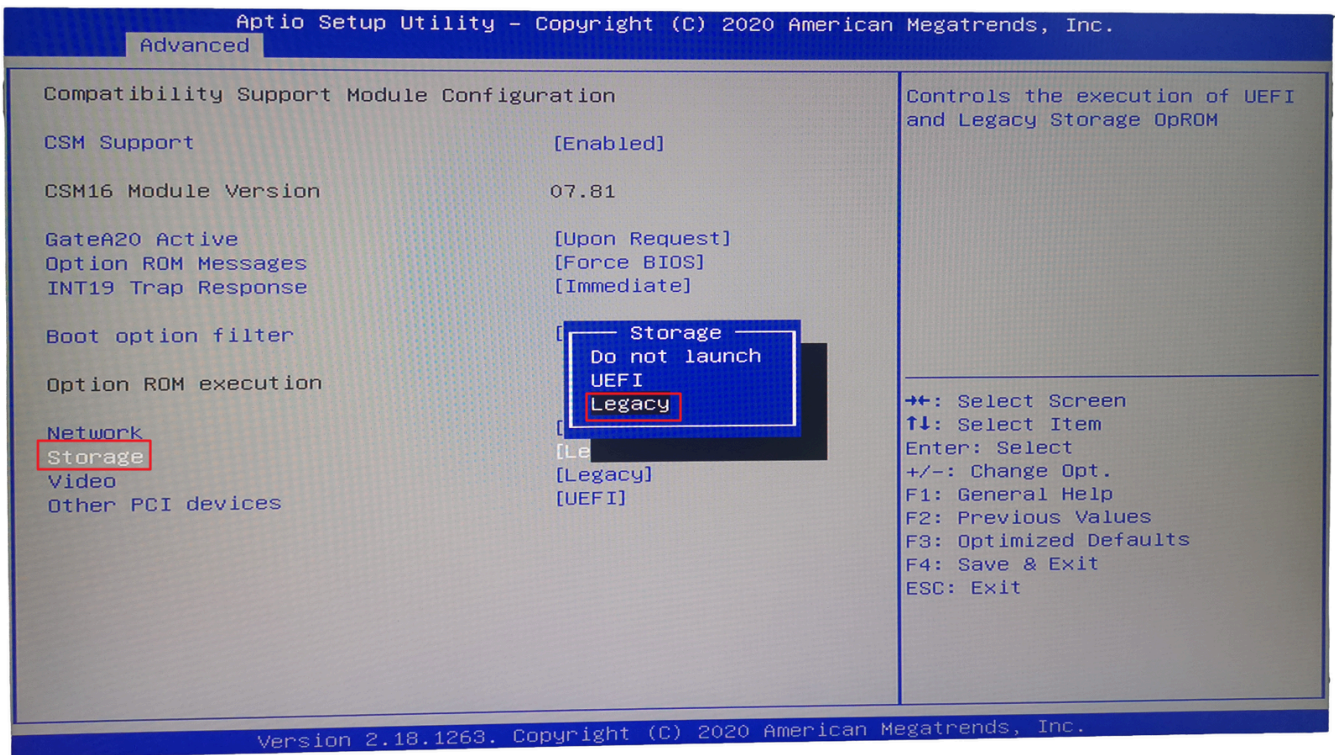 Aptio Setup Utility – Copyright (C) 2020 American Megatrends, Inc.
Advanced
Compatibility Support Module Configuration
CSM Support [Enabled]
CSM16 Module Version 07.81
GateA20 Active [Upon Request]
Option ROM Messages [Force BIOS]
INT19 Trap Response [Immediate]
Boot option filter [
Option ROM execution
Network [
Storage [Le
Video [Legacy]
Other PCI devices [UEFI]
Storage
Do not launch
UEFI
Legacy
Controls the execution of UEFI
and Legacy Storage OpROM
→←: Select Screen
↑↓: Select Item
Enter: Select
+/-: Change Opt.
F1: General Help
F2: Previous Values
F3: Optimized Defaults
F4: Save & Exit
ESC: Exit
Version 2.18.1263. Copyright (C) 2020 American Megatrends, Inc.